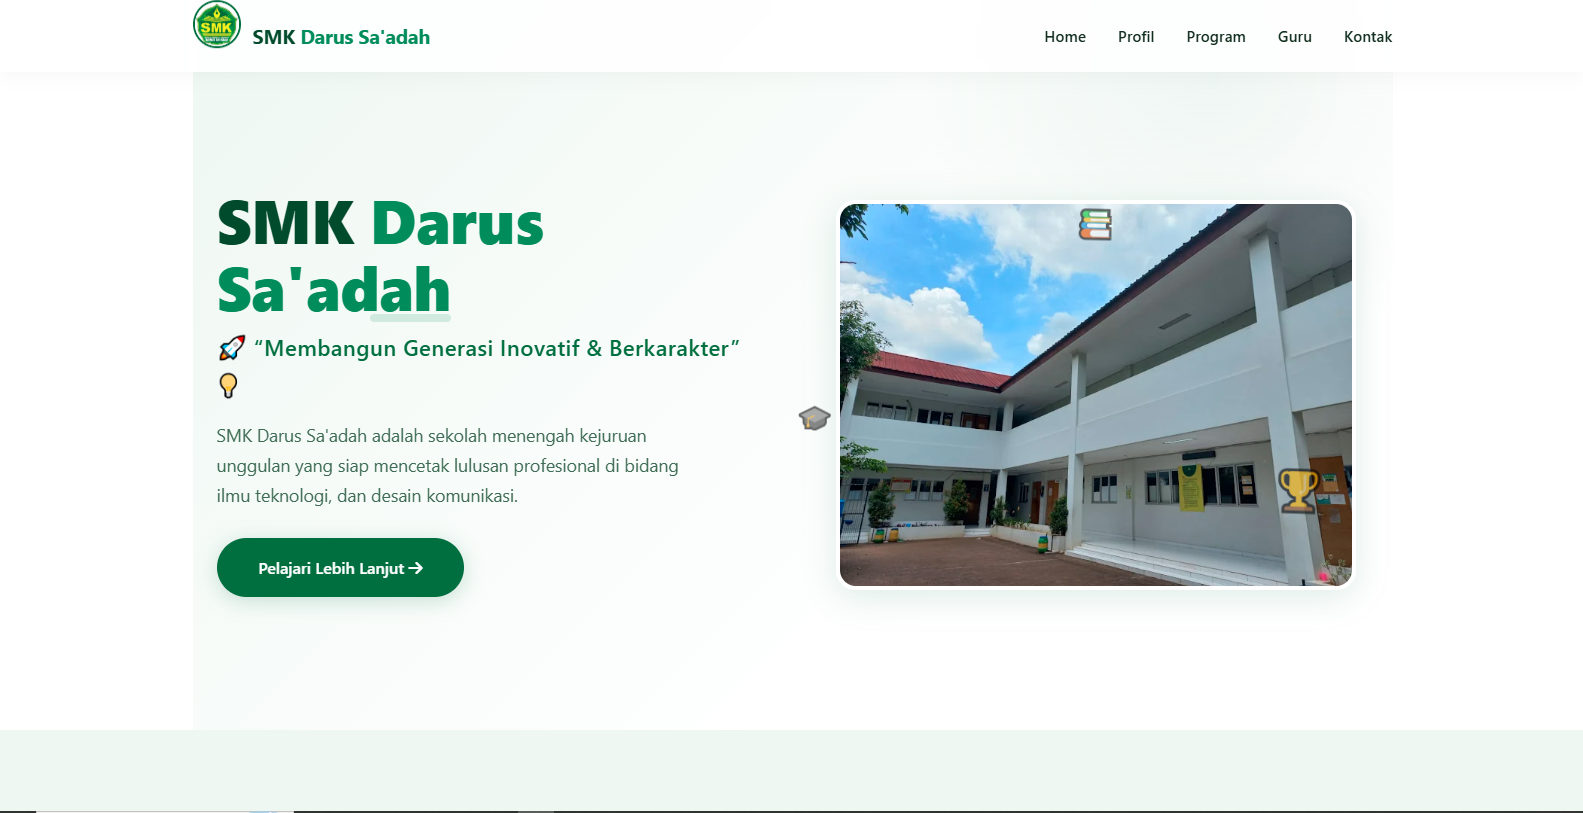 SMK
SMK Darus Sa'adah
Home
Profil
Program
Guru
Kontak
SMK Darus
Sa'adah
🚀 “Membangun Generasi Inovatif & Berkarakter”
💡
SMK Darus Sa'adah adalah sekolah menengah kejuruan
unggulan yang siap mencetak lulusan profesional di bidang
ilmu teknologi, dan desain komunikasi.
Pelajari Lebih Lanjut →